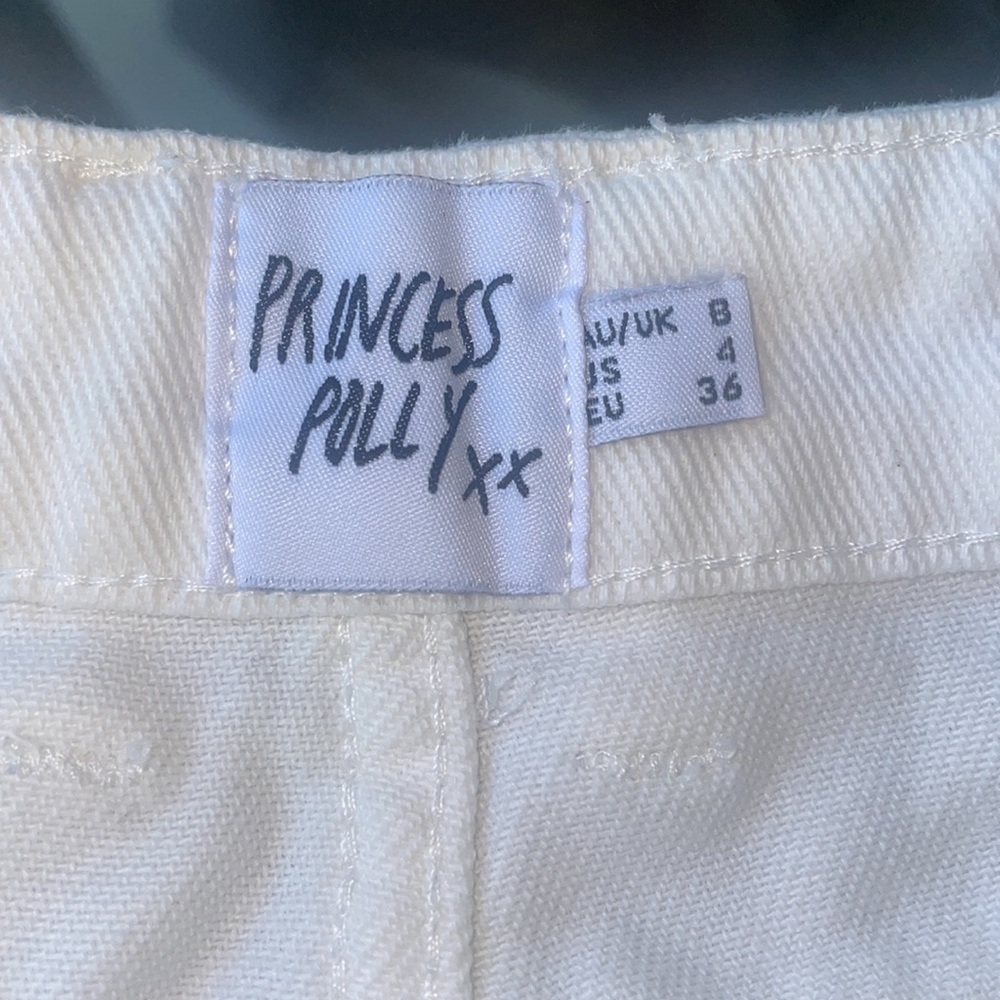 PRINCESS
POLLY
xx
AU/UK 8
US 4
EU 36